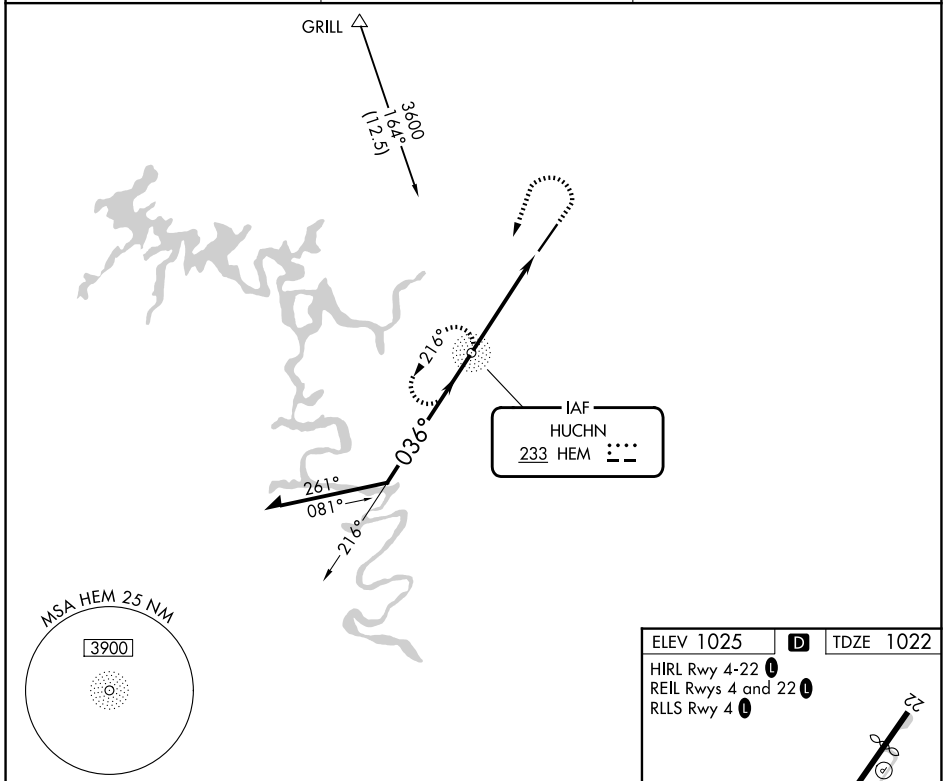 GRILL
3600
164°
(12.5)
216°
IAF
HUCHN
233 HEM
036°
261°
081°
216°
MSA HEM 25 NM
3900
ELEV 1025 D TDZE 1022
HIRL Rwy 4-22 L
REIL Rwys 4 and 22 L
RLLS Rwy 4 L
22
P